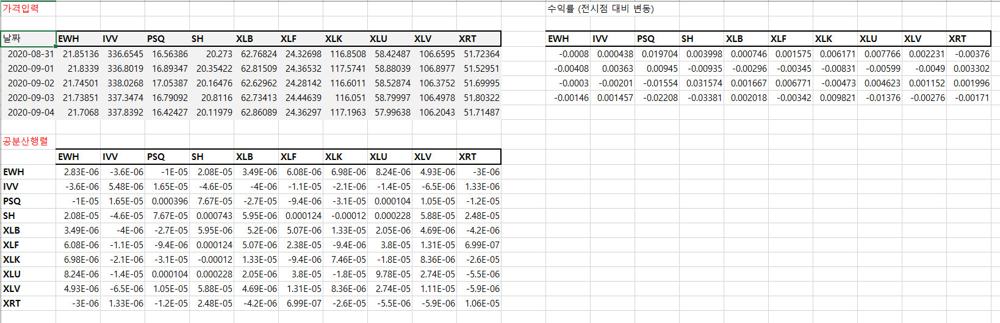 가격입력 수익률 (전시점 대비 변동)
날짜 EWH IVV PSQ SH XLB XLF XLK XLU XLV XRT EWH IVV PSQ SH XLB XLF XLK XLU XLV XRT
2020-08-31 21.85136 336.6545 16.56386 20.273 62.76824 24.32698 116.8508 58.42487 106.6595 51.72364 -0.0008 0.000438 0.019704 0.003998 0.000746 0.001575 0.006171 0.007766 0.002231 -0.00376
2020-09-01 21.8339 336.8019 16.89347 20.35422 62.81509 24.36532 117.5741 58.88039 106.8977 51.52951 -0.00408 0.00363 0.00945 -0.00935 -0.00296 -0.00345 -0.00831 -0.00599 -0.0049 0.003302
2020-09-02 21.74501 338.0268 17.05387 20.16476 62.62962 24.28142 116.6011 58.52874 106.3752 51.69995 -0.0003 -0.00201 -0.01554 0.031574 0.001667 0.006771 -0.00473 0.004623 0.001152 0.001996
2020-09-03 21.73851 337.3474 16.79092 20.8116 62.73413 24.44639 116.051 58.79997 106.4978 51.80322 -0.00146 0.001457 -0.02208 -0.03381 0.002018 -0.00342 0.009821 -0.01376 -0.00276 -0.00171
2020-09-04 21.7068 337.8392 16.42427 20.11979 62.86089 24.36297 117.1963 57.99638 106.2043 51.71487
공분산행렬
EWH IVV PSQ SH XLB XLF XLK XLU XLV XRT
EWH 2.83E-06 -3.6E-06 -1E-05 2.08E-05 3.49E-06 6.08E-06 6.98E-06 8.24E-06 4.93E-06 -3E-06
IVV -3.6E-06 5.48E-06 1.65E-05 -4.6E-05 -4E-06 -1.1E-05 -2.1E-06 -1.4E-05 -6.5E-06 1.33E-06
PSQ -1E-05 1.65E-05 0.000396 7.67E-05 -2.7E-05 -9.4E-06 -3.1E-05 0.000104 1.05E-05 -1.2E-05
SH 2.08E-05 -4.6E-05 7.67E-05 0.000743 5.95E-06 0.000124 -0.00012 0.000228 5.88E-05 2.48E-05
XLB 3.49E-06 -4E-06 -2.7E-05 5.95E-06 5.2E-06 5.07E-06 1.33E-05 2.05E-06 4.69E-06 -4.2E-06
XLF 6.08E-06 -1.1E-05 -9.4E-06 0.000124 5.07E-06 2.38E-05 -9.4E-06 3.8E-05 1.31E-05 6.99E-07
XLK 6.98E-06 -2.1E-06 -3.1E-05 -0.00012 1.33E-05 -9.4E-06 7.46E-05 -1.8E-05 8.36E-06 -2.6E-05
XLU 8.24E-06 -1.4E-05 0.000104 0.000228 2.05E-06 3.8E-05 -1.8E-05 9.78E-05 2.74E-05 -5.5E-06
XLV 4.93E-06 -6.5E-06 1.05E-05 5.88E-05 4.69E-06 1.31E-05 8.36E-06 2.74E-05 1.11E-05 -5.9E-06
XRT -3E-06 1.33E-06 -1.2E-05 2.48E-05 -4.2E-06 6.99E-07 -2.6E-05 -5.5E-06 -5.9E-06 1.06E-05